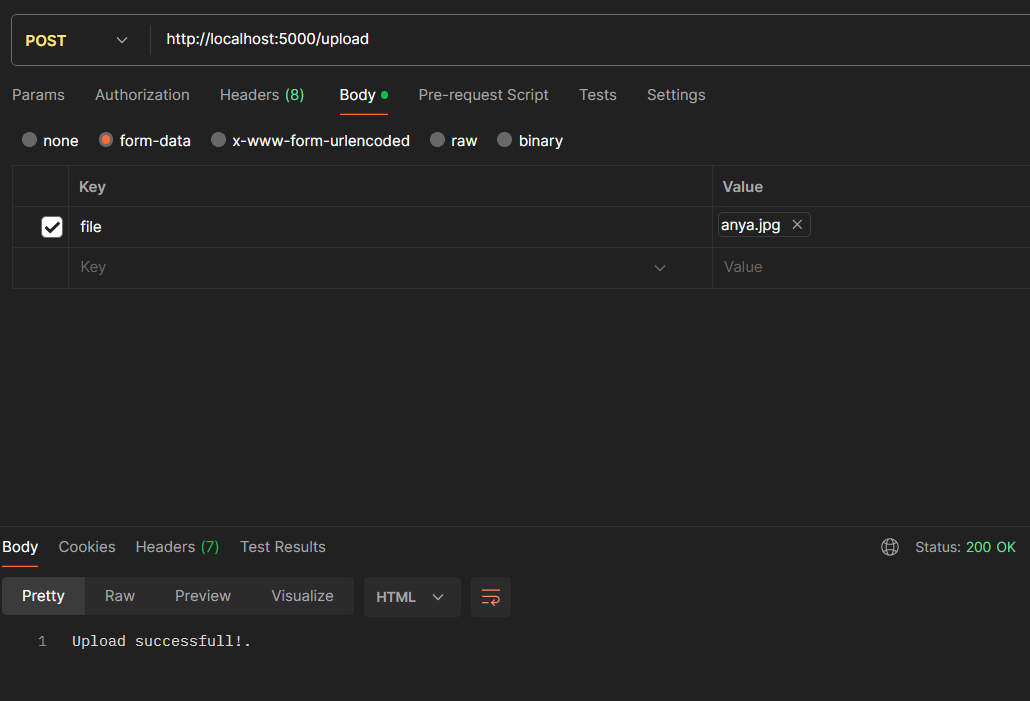 POST http://localhost:5000/upload
Params Authorization Headers (8) Body Pre-request Script Tests Settings
none form-data x-www-form-urlencoded raw binary
Key Value
file anya.jpg
Key Value
Body Cookies Headers (7) Test Results Status: 200 OK
Pretty Raw Preview Visualize HTML
1 Upload successfull!.